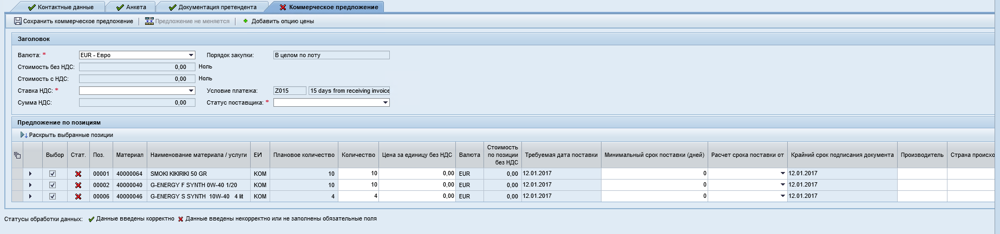 Контактные данные Анкета Документация претендента Коммерческое предложение
Сохранить коммерческое предложение Предложение не меняется Добавить опцию цены
Заголовок
Валюта: * EUR - Евро Порядок закупки: В целом по лоту
Стоимость без НДС: 0,00 Ноль
Стоимость с НДС: 0,00 Ноль
Ставка НДС: * Условие платежа: Z015 15 days from receiving invoice
Сумма НДС: 0,00 Статус поставщика: *
Предложение по позициям
Раскрыть выбранные позиции
Выбор Стат. Поз. Материал Наименование материала / услуги ЕИ Плановое количество Количество Цена за единицу без НДС Валюта Стоимость по позиции без НДС Требуемая дата поставки Минимальный срок поставки (дней) Расчет срока поставки от Крайний срок подписания документа Производитель Страна происхо
00001 40000064 SMOKI KIKIRIKI 50 GR KOM 10 10 0,00 EUR 0,00 12.01.2017 0 12.01.2017
00002 40000040 G-ENERGY F SYNTH 0W-40 1/20 KOM 10 10 0,00 EUR 0,00 12.01.2017 0 12.01.2017
00006 40000046 G-ENERGY S SYNTH 10W-40 4 lit KOM 4 4 0,00 EUR 0,00 12.01.2017 0 12.01.2017
Статусы обработки данных: Данные введены корректно Данные введены некорректно или не заполнены обязательные поля